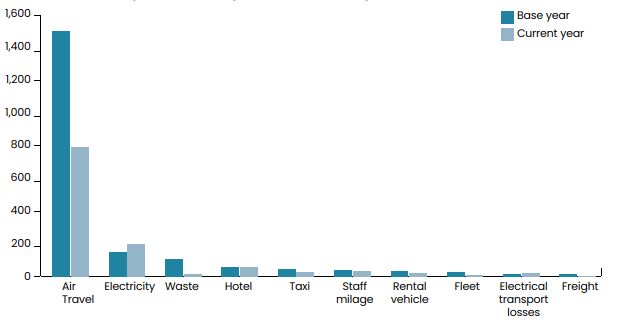 1,600
1,400
1,200
1,000
800
600
400
200
0
Base year
Current year
Air
Travel
Electricity
Waste
Hotel
Taxi
Staff
milage
Rental
vehicle
Fleet
Electrical
transport
losses
Freight